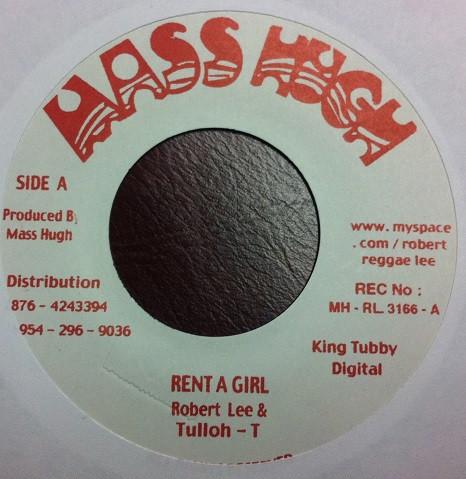 MASS HUGH
SIDE A
Produced By
Mass Hugh
www. myspace
. com / robert
reggae lee
Distribution
876 - 4243394
954 - 296 - 9036
REC No :
MH - RL 3166 - A
King Tubby
Digital
RENT A GIRL
Robert Lee &
Tulloh - T